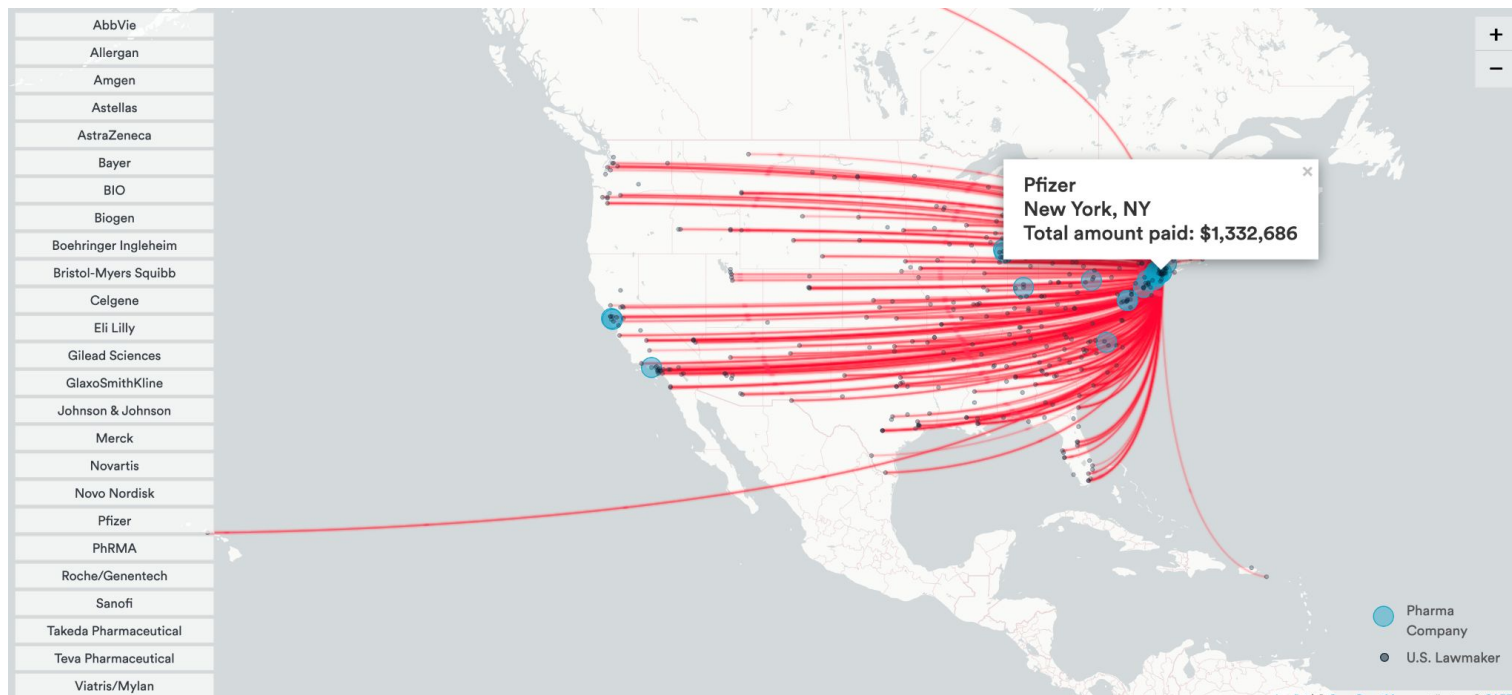 AbbVie
Allergan
Amgen
Astellas
AstraZeneca
Bayer
BIO
Biogen
Boehringer Ingleheim
Bristol-Myers Squibb
Celgene
Eli Lilly
Gilead Sciences
GlaxoSmithKline
Johnson & Johnson
Merck
Novartis
Novo Nordisk
Pfizer
PhRMA
Roche/Genentech
Sanofi
Takeda Pharmaceutical
Teva Pharmaceutical
Viatris/Mylan
+
−
×
Pfizer
New York, NY
Total amount paid: $1,332,686
Pharma
Company
U.S. Lawmaker